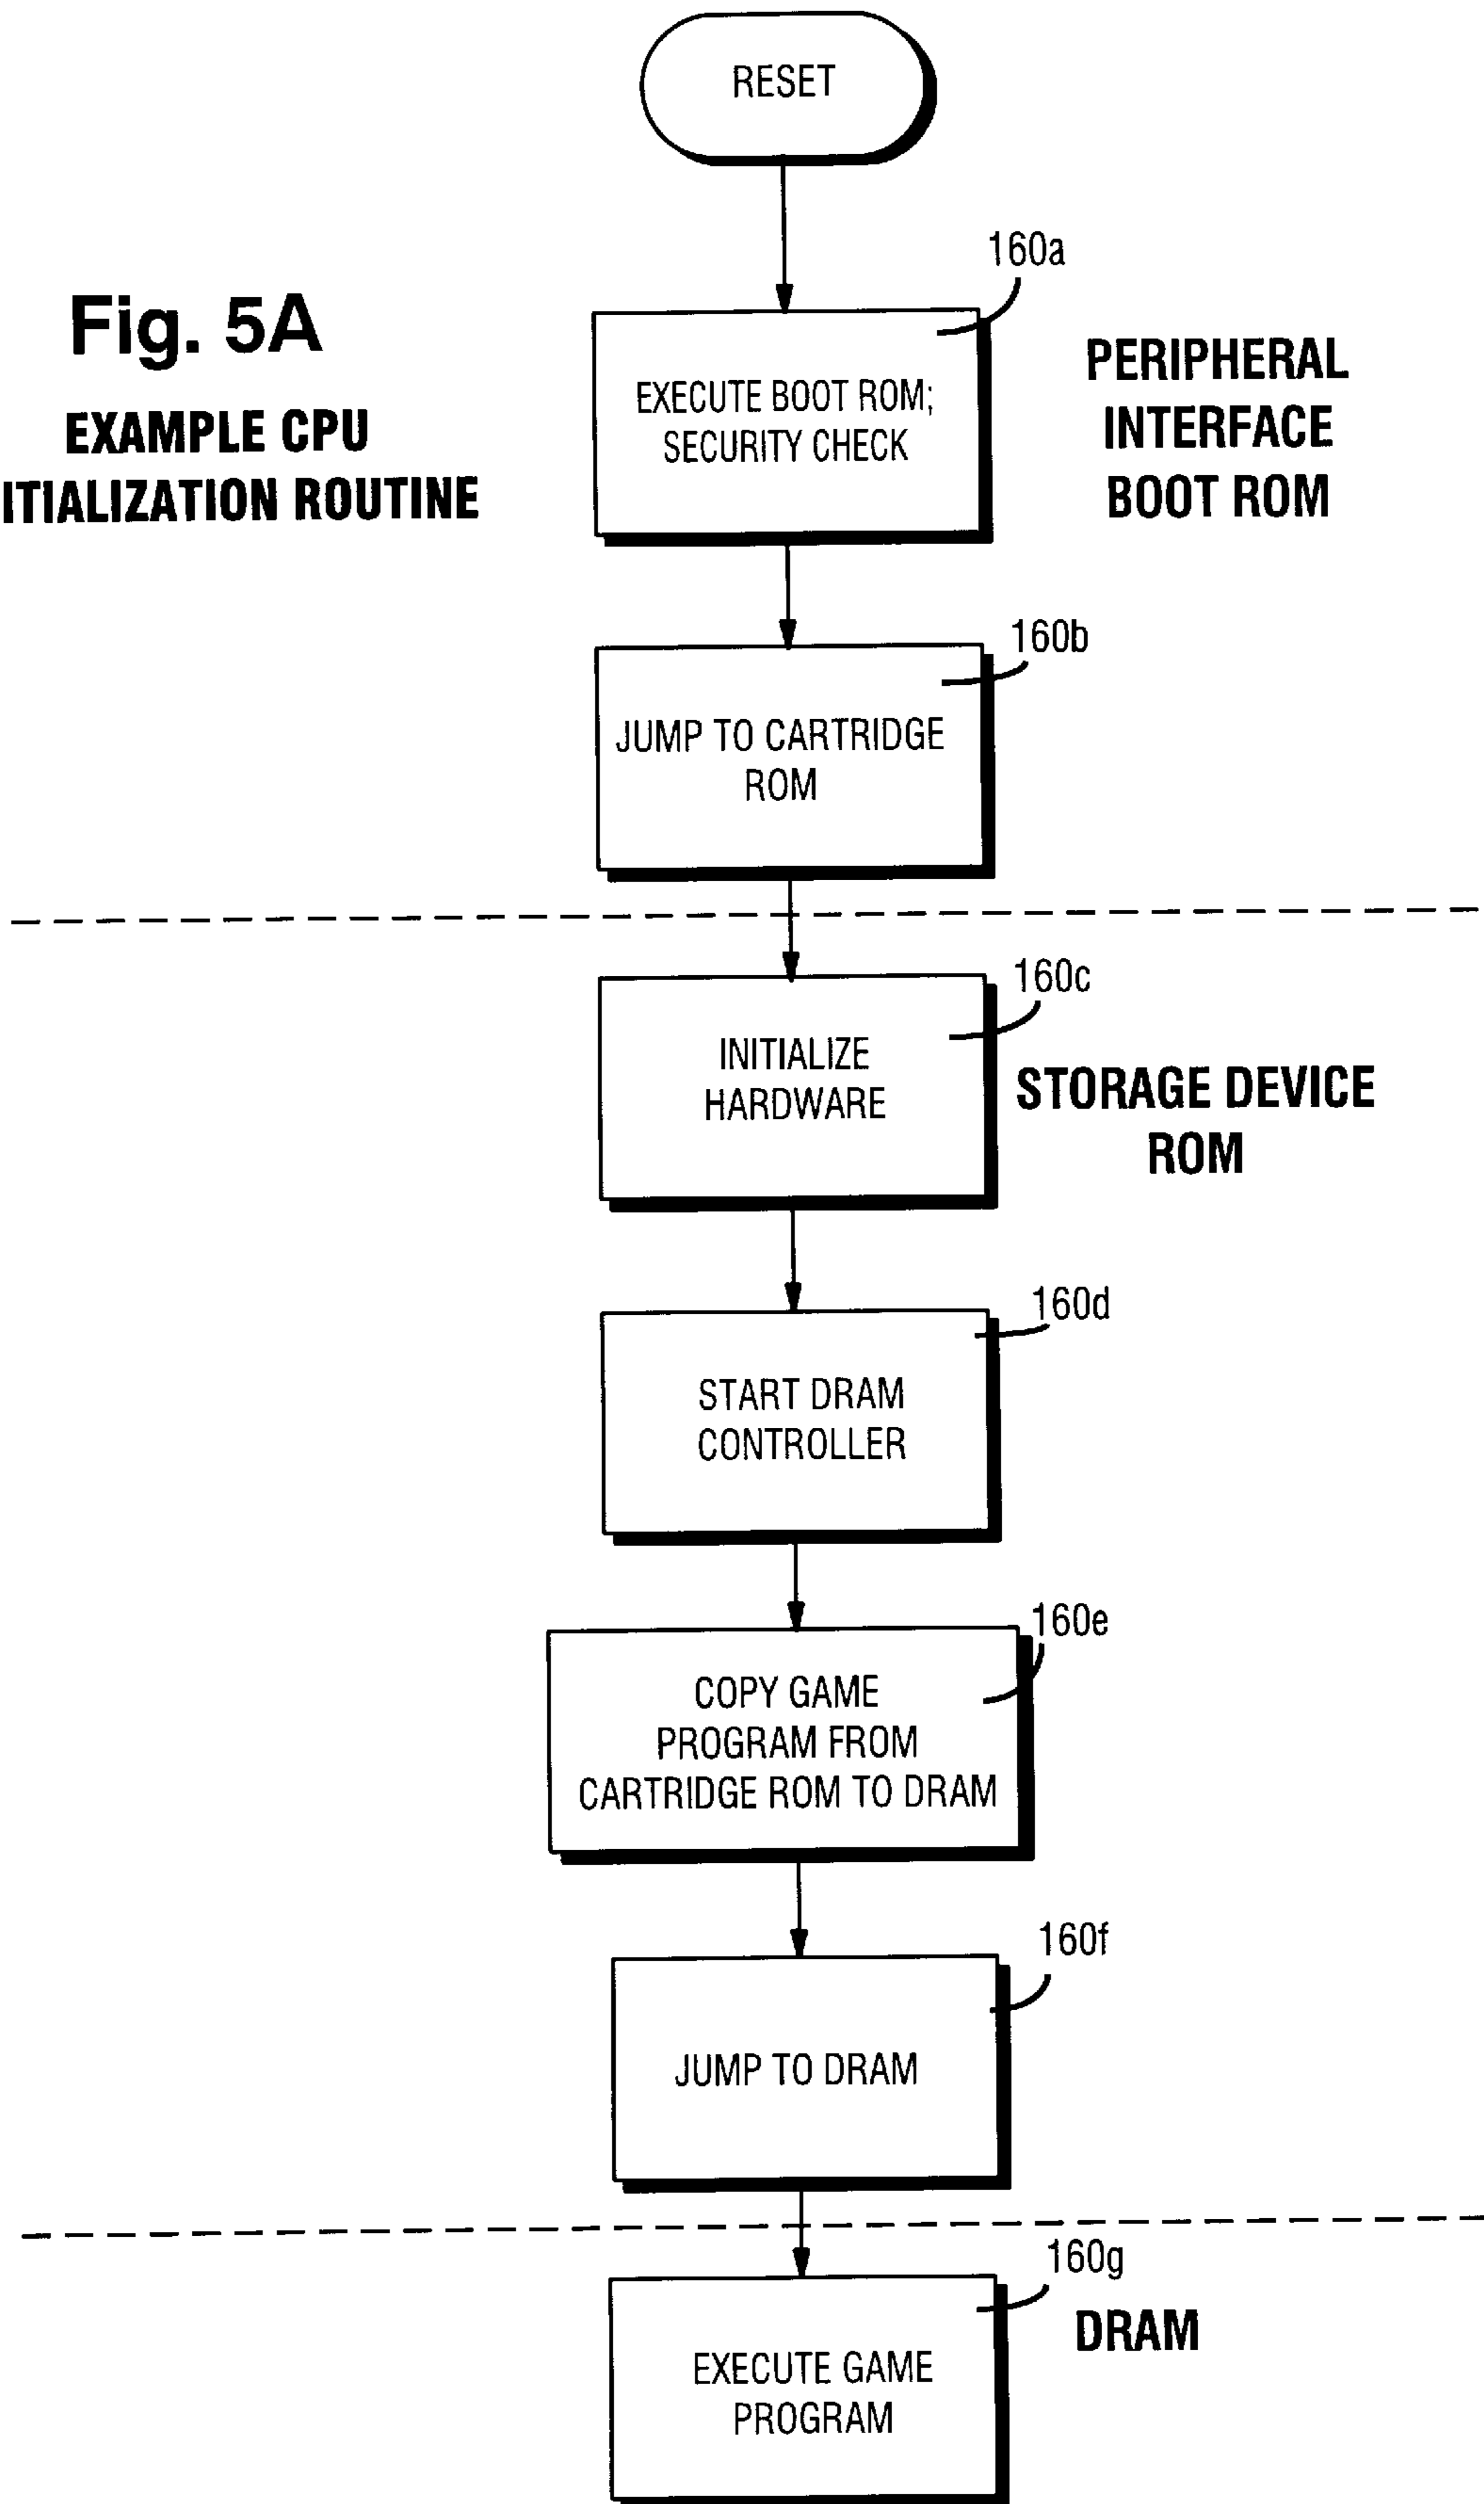 RESET
160a
Fig. 5A
EXAMPLE CPU
ITIALIZATION ROUTINE
EXECUTE BOOT ROM;
SECURITY CHECK
PERIPHERAL
INTERFACE
BOOT ROM
160b
JUMP TO CARTRIDGE
ROM
160c
INITIALIZE
HARDWARE
STORAGE DEVICE
ROM
160d
START DRAM
CONTROLLER
160e
COPY GAME
PROGRAM FROM
CARTRIDGE ROM TO DRAM
160f
JUMP TO DRAM
160g
DRAM
EXECUTE GAME
PROGRAM